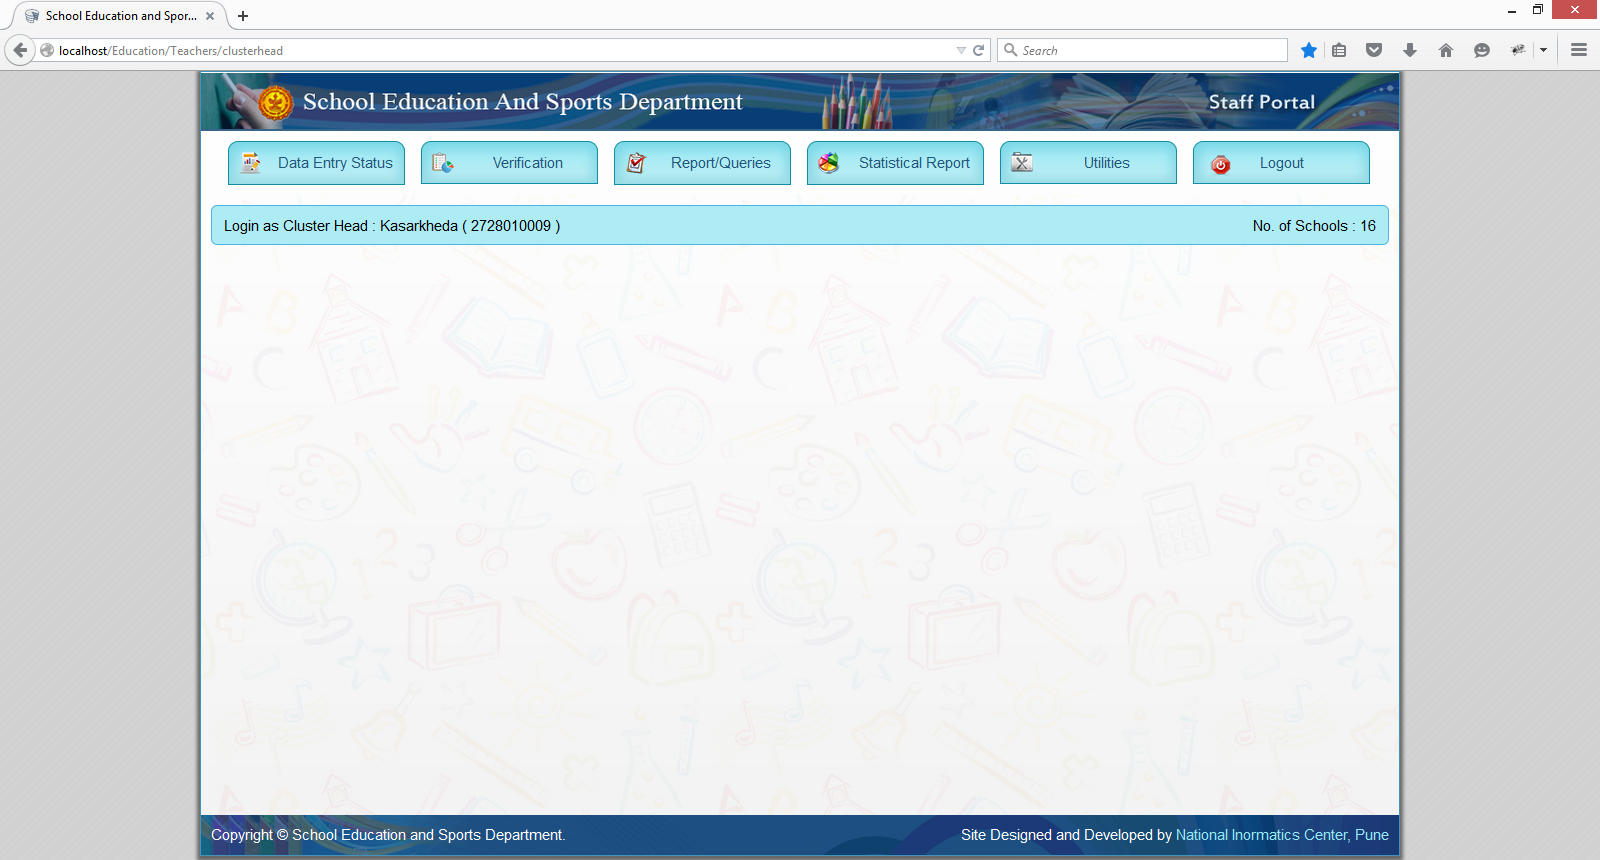 School Education and Spor...
localhost/Education/Teachers/clusterhead
Search
School Education And Sports Department
Staff Portal
Data Entry Status
Verification
Report/Queries
Statistical Report
Utilities
Logout
Login as Cluster Head : Kasarkheda ( 2728010009 )
No. of Schools : 16
Copyright © School Education and Sports Department.
Site Designed and Developed by National Inormatics Center, Pune